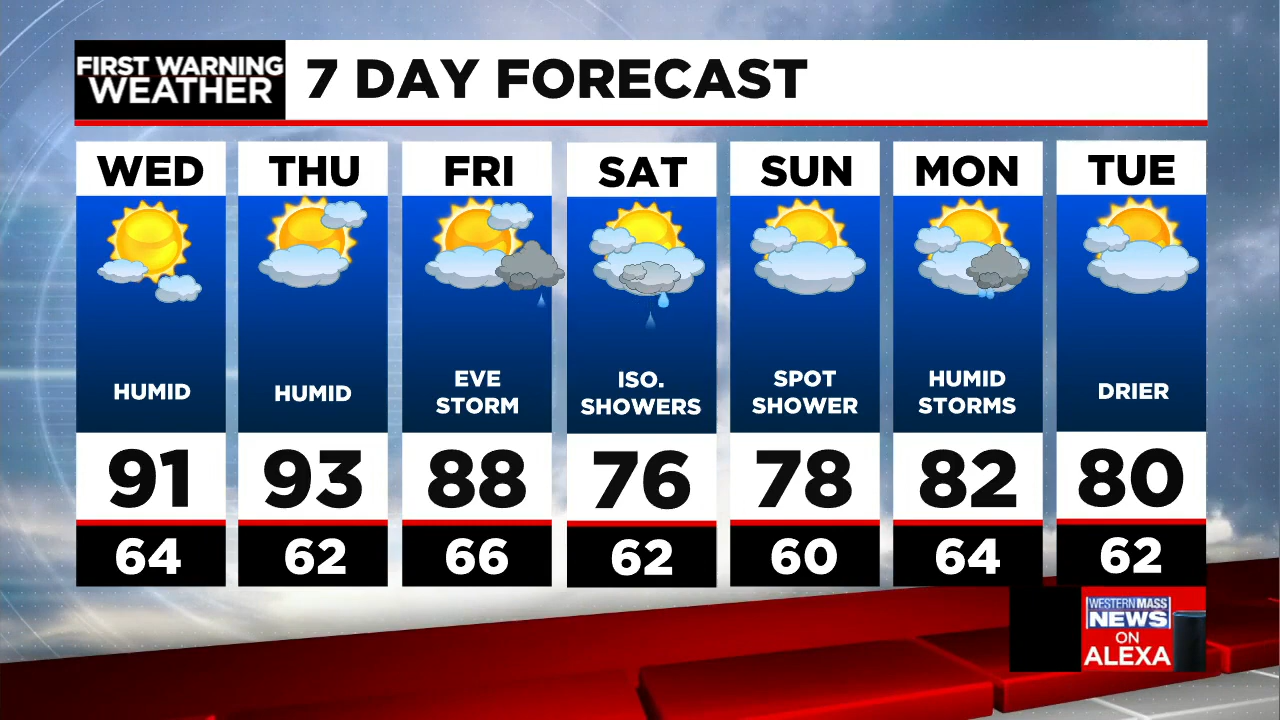 FIRST WARNING
WEATHER
7 DAY FORECAST
WED
THU
FRI
SAT
SUN
MON
TUE
HUMID
HUMID
EVE
STORM
ISO.
SHOWERS
SPOT
SHOWER
HUMID
STORMS
DRIER
91
93
88
76
78
82
80
64
62
66
62
60
64
62
WESTERN MASS
NEWS
ON
ALEXA